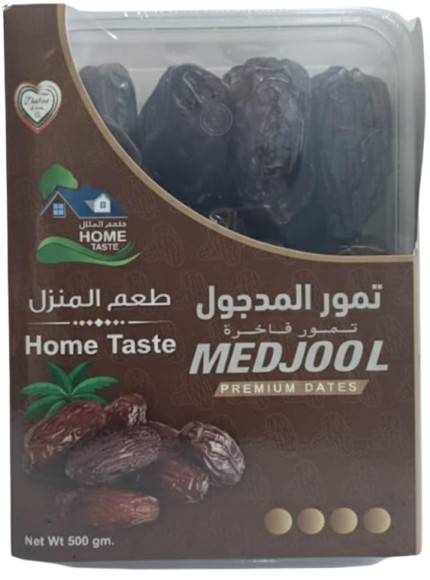 طعم المنزل
HOME
TASTE
طعم المنزل
Home Taste
تمور المدجول
تمور فاخرة
MEDJOOL
PREMIUM DATES
Net Wt 500 gm.